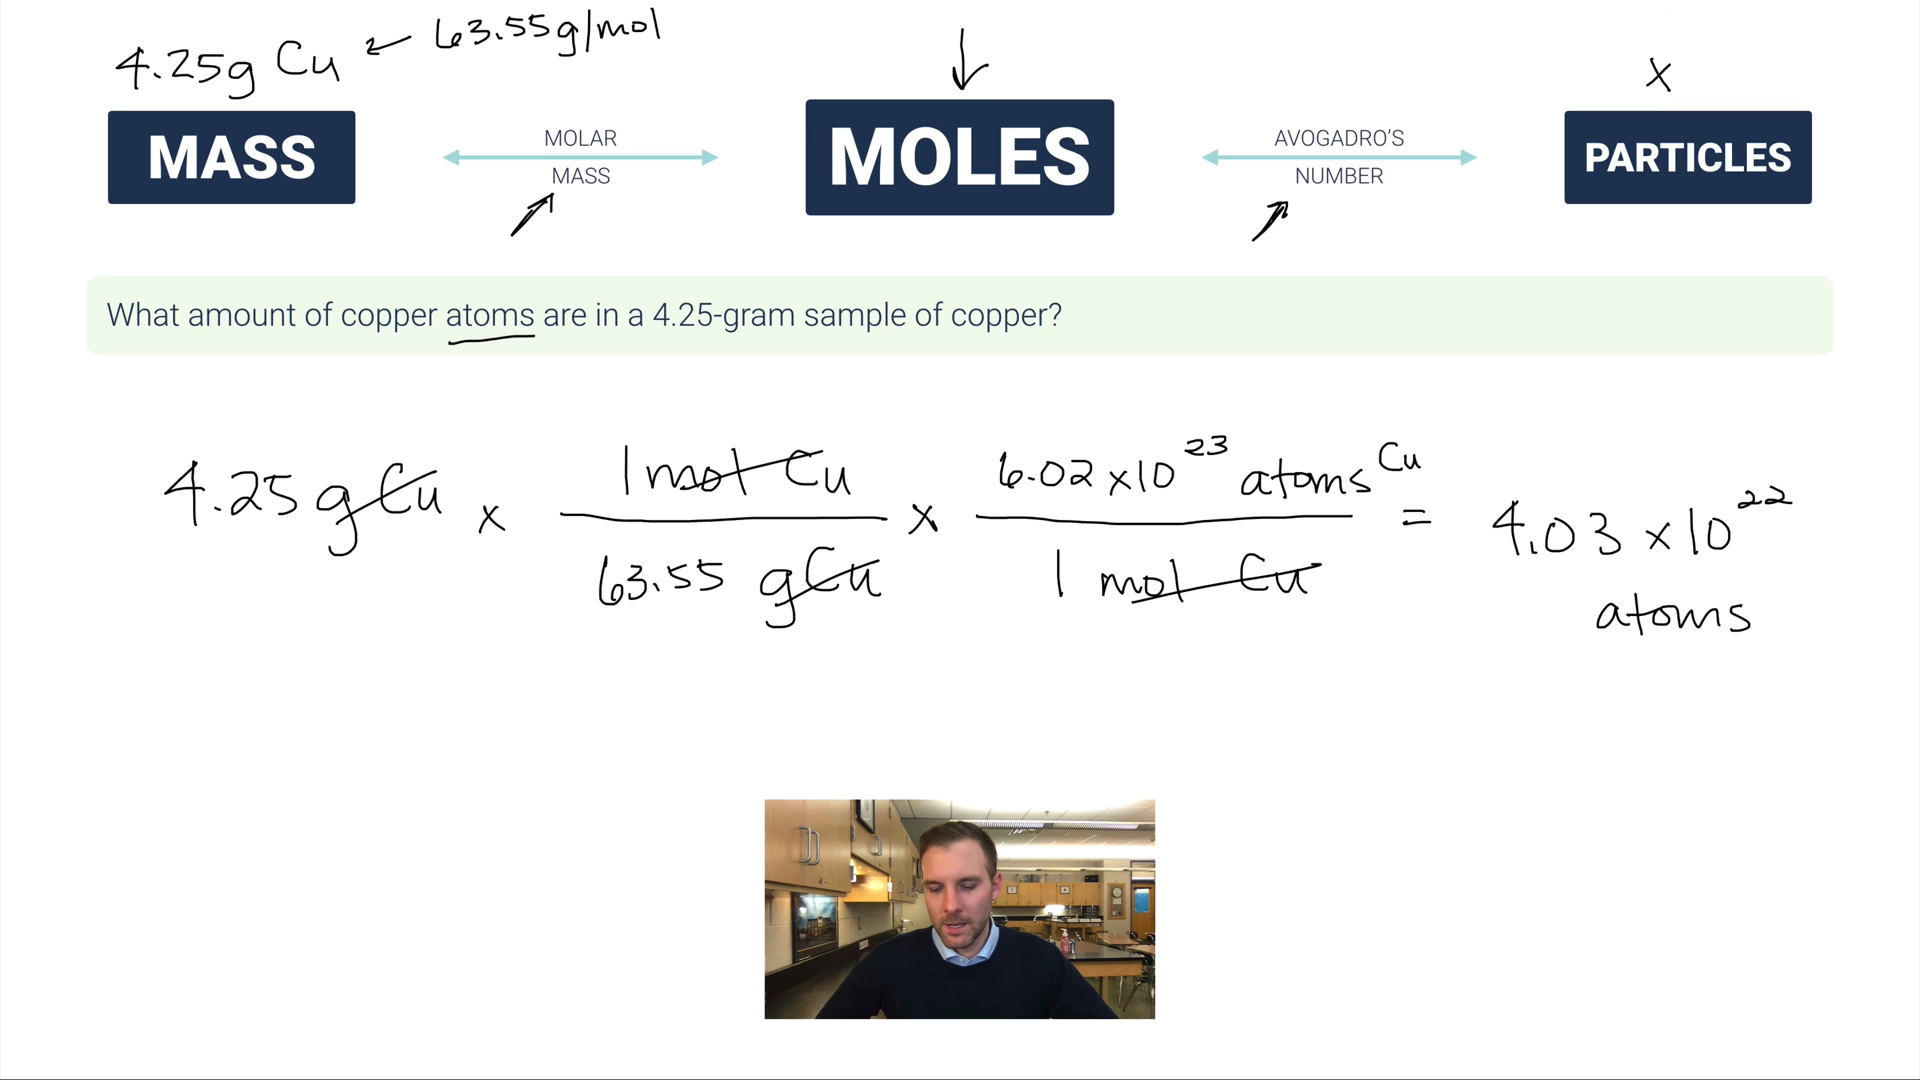 4.25g Cu ← 63.55g/mol
↓
x
MASS
MOLAR
MASS
MOLES
AVOGADRO'S
NUMBER
PARTICLES
What amount of copper atoms are in a 4.25-gram sample of copper?
4.25 g Cu x 1 mol Cu / 63.55 g Cu x 6.02 x 10^23 atoms Cu / 1 mol Cu = 4.03 x 10^22
atoms